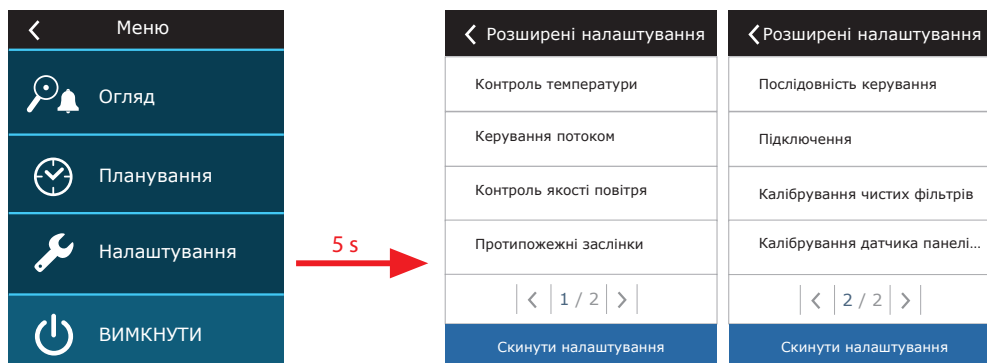 Меню
Огляд
Планування
Налаштування
ВИМКНУТИ
5 s
Розширені налаштування
Контроль температури
Керування потоком
Контроль якості повітря
Протипожежні заслінки
1 / 2
Скинути налаштування
Розширені налаштування
Послідовність керування
Підключення
Калібрування чистих фільтрів
Калібрування датчика панелі...
2 / 2
Скинути налаштування